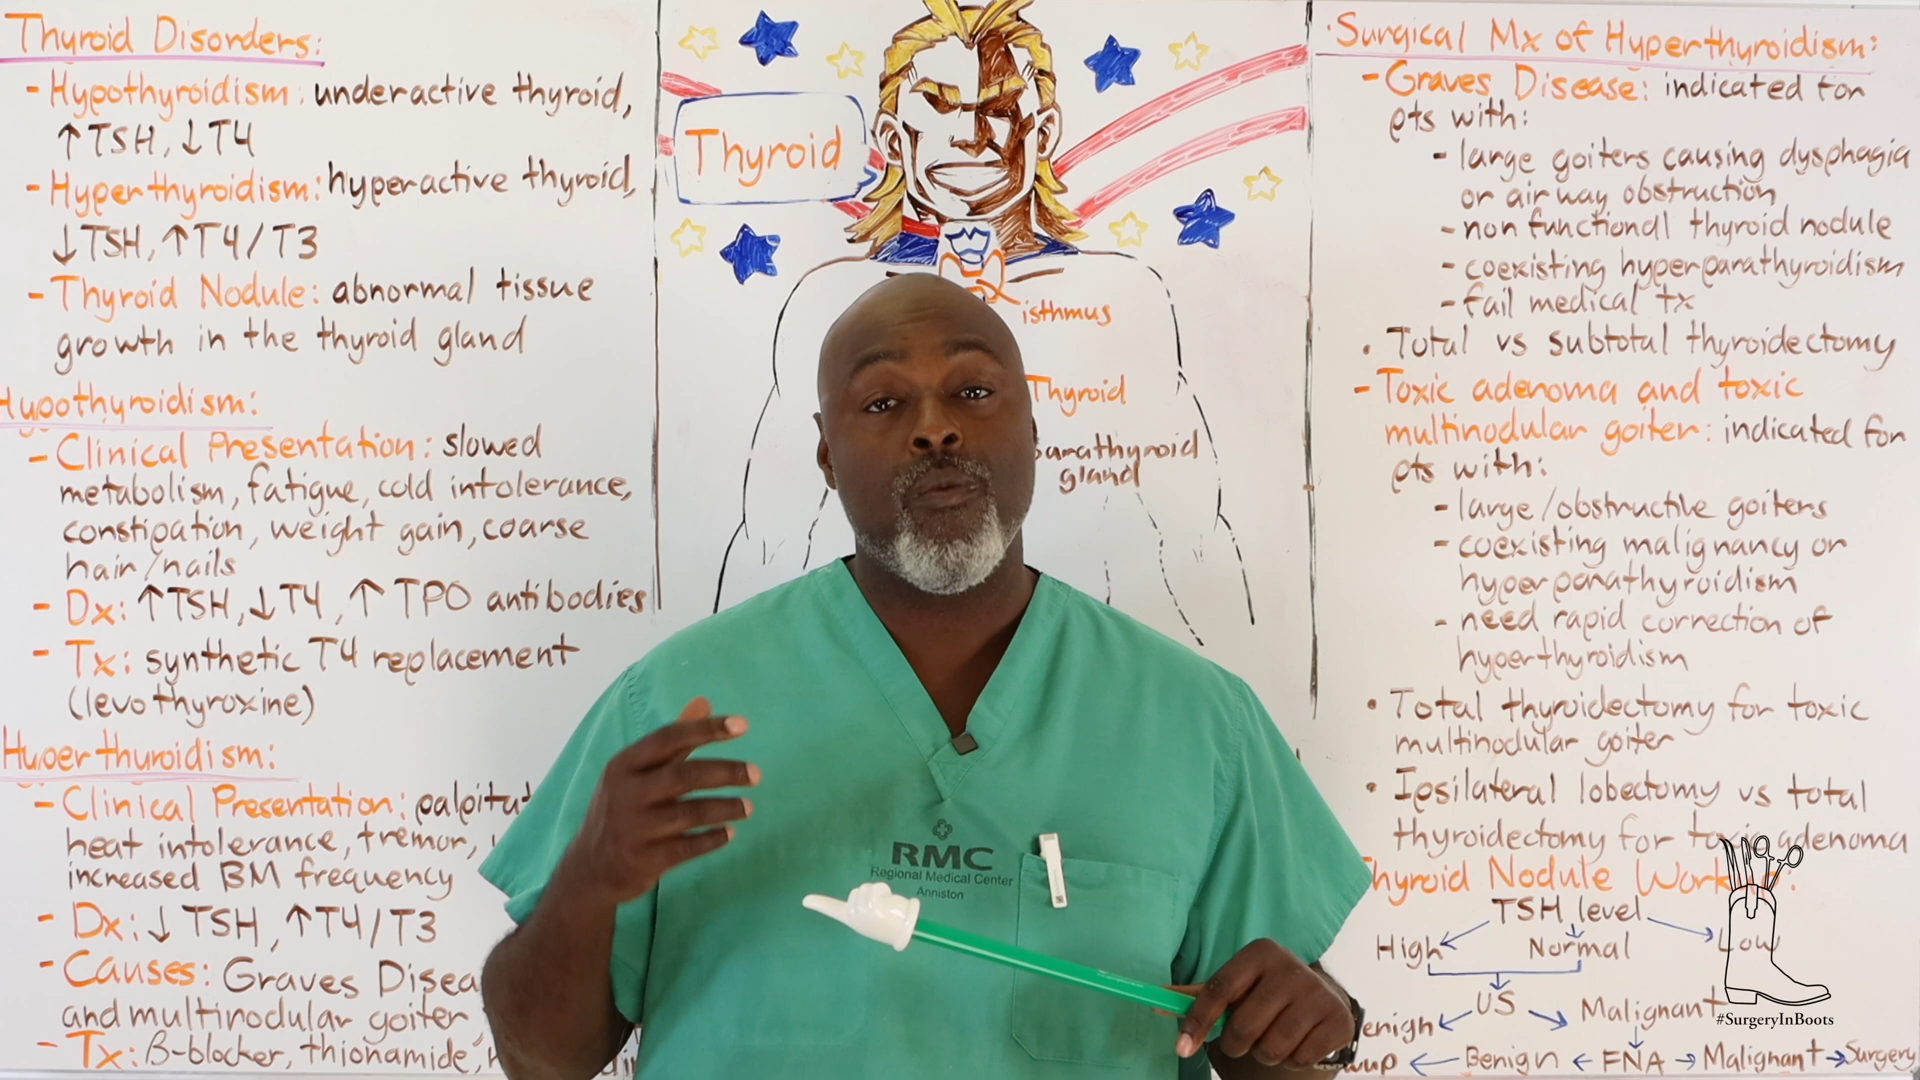 Thyroid Disorders:
- Hypothyroidism: underactive thyroid,
↑TSH, ↓T4
- Hyperthyroidism: hyperactive thyroid,
↓TSH, ↑T4/T3
- Thyroid Nodule: abnormal tissue
growth in the thyroid gland
Hypothyroidism:
- Clinical Presentation: slowed
metabolism, fatigue, cold intolerance,
constipation, weight gain, coarse
hair/nails
- Dx: ↑TSH, ↓T4, ↑ TPO antibodies
- Tx: synthetic T4 replacement
(levothyroxine)
Hyperthyroidism:
- Clinical Presentation:
heat intolerance, tremor,
increased BM frequency
- Dx: ↓ TSH, ↑T4/T3
- Causes: Graves
and multinodular goiter
- Tx: B-blocker, thionamide,
Thyroid
isthmus
Thyroid
parathyroid
gland
RMC
Regional Medical Center
Anniston
· Surgical Mx of Hyperthyroidism:
- Graves Disease: indicated for
pts with:
- large goiters causing dysphagia
or airway obstruction
- non functional thyroid nodule
- coexisting hyperparathyroidism
- fail medical tx
• Total vs subtotal thyroidectomy
- Toxic adenoma and toxic
multinodular goiter: indicated for
pts with:
- large/obstructive goiters
- coexisting malignancy or
hyperparathyroidism
- need rapid correction of
hyperthyroidism
• Total thyroidectomy for toxic
multinodular goiter
• Ipsilateral lobectomy vs total
thyroidectomy for toxic adenoma
Thyroid Nodule
TSH level
High Normal Low
US Malignant
Benign
← Benign ← FNA → Malignant → Surgery
#SurgeryInBoots